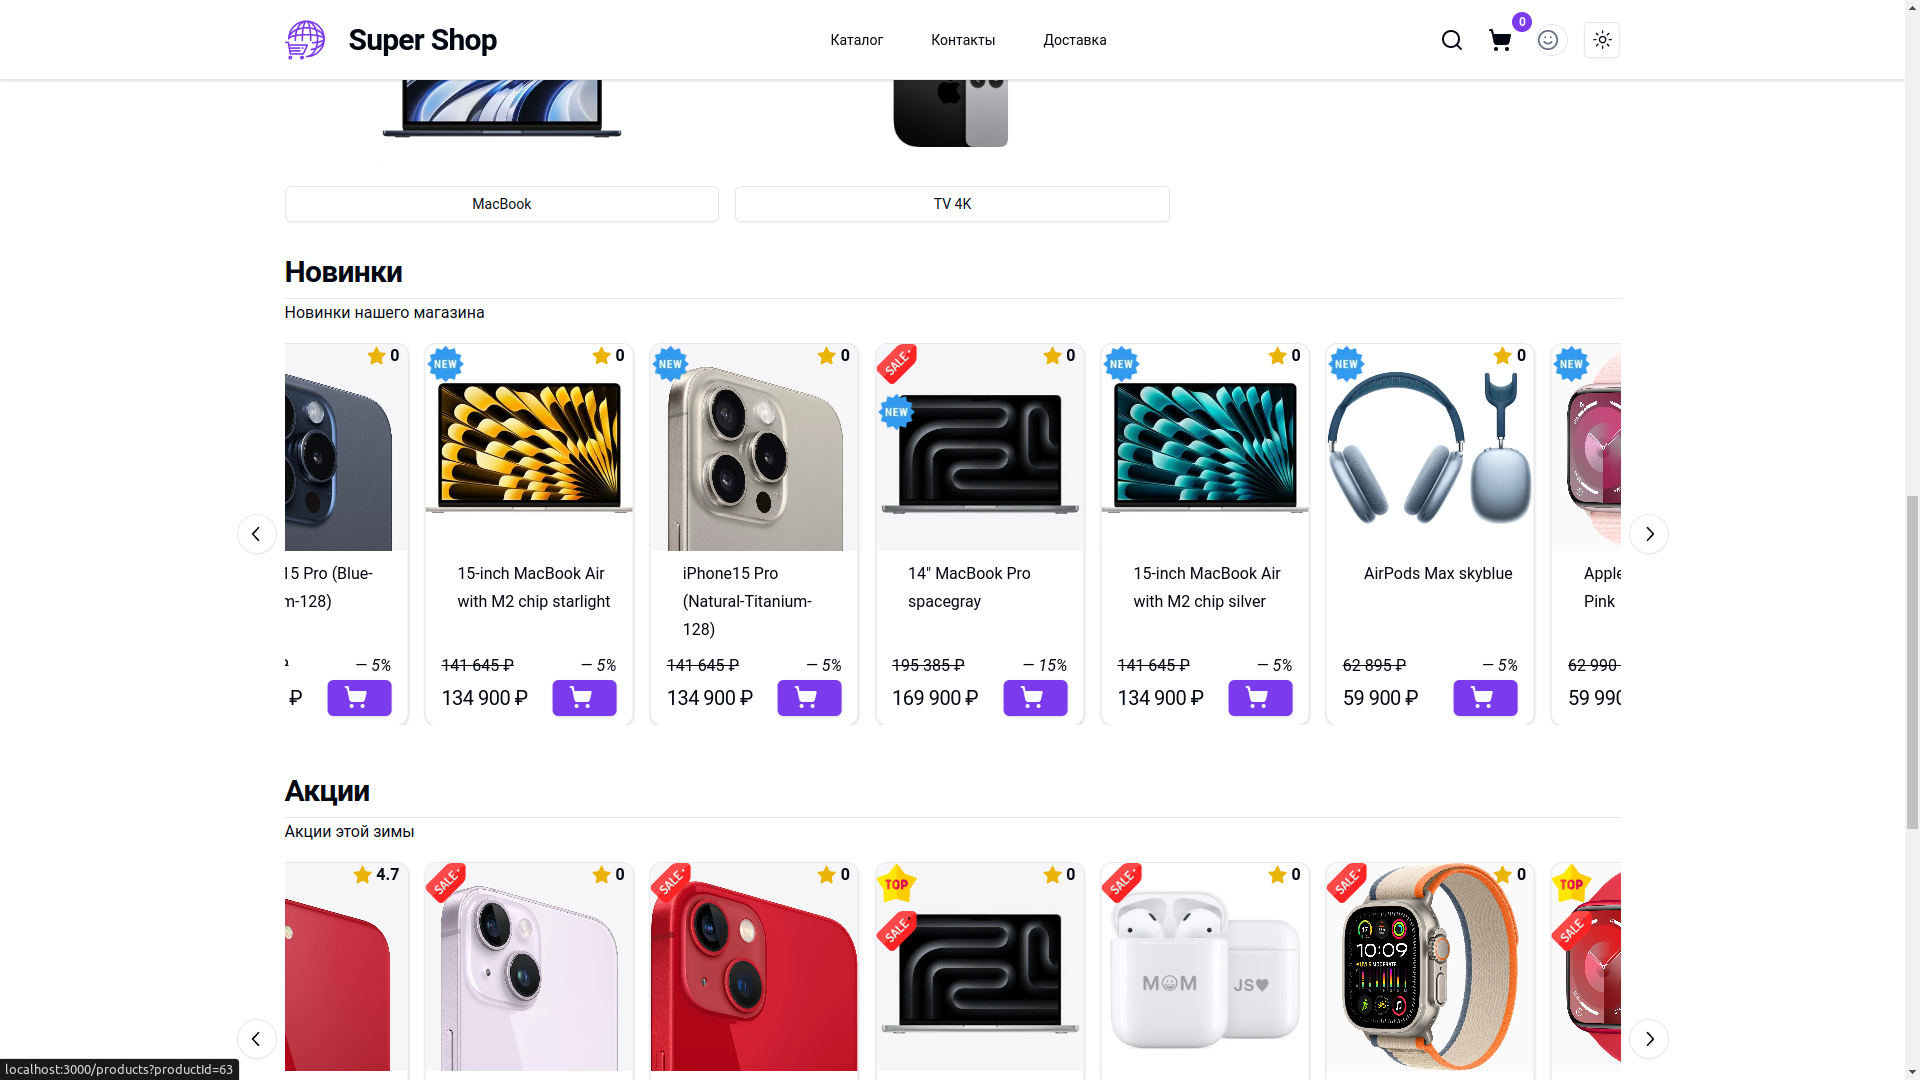 Super Shop
Каталог
Контакты
Доставка
0
MacBook
TV 4K
Новинки
Новинки нашего магазина
0
NEW
0
NEW
0
SALE
NEW
0
NEW
0
NEW
0
NEW
15 Pro (Blue-
m-128)
15-inch MacBook Air
with M2 chip starlight
iPhone15 Pro
(Natural-Titanium-
128)
14" MacBook Pro
spacegray
15-inch MacBook Air
with M2 chip silver
AirPods Max skyblue
Apple
Pink
₽
— 5%
141 645 ₽
— 5%
141 645 ₽
— 5%
195 385 ₽
— 15%
141 645 ₽
— 5%
62 895 ₽
— 5%
62 990
₽
134 900 ₽
134 900 ₽
169 900 ₽
134 900 ₽
59 900 ₽
59 990
Акции
Акции этой зимы
4.7
SALE
0
SALE
0
TOP
SALE
0
SALE
0
SALE
0
TOP
SALE
MOM
JS
10:09
localhost:3000/products?productId=63